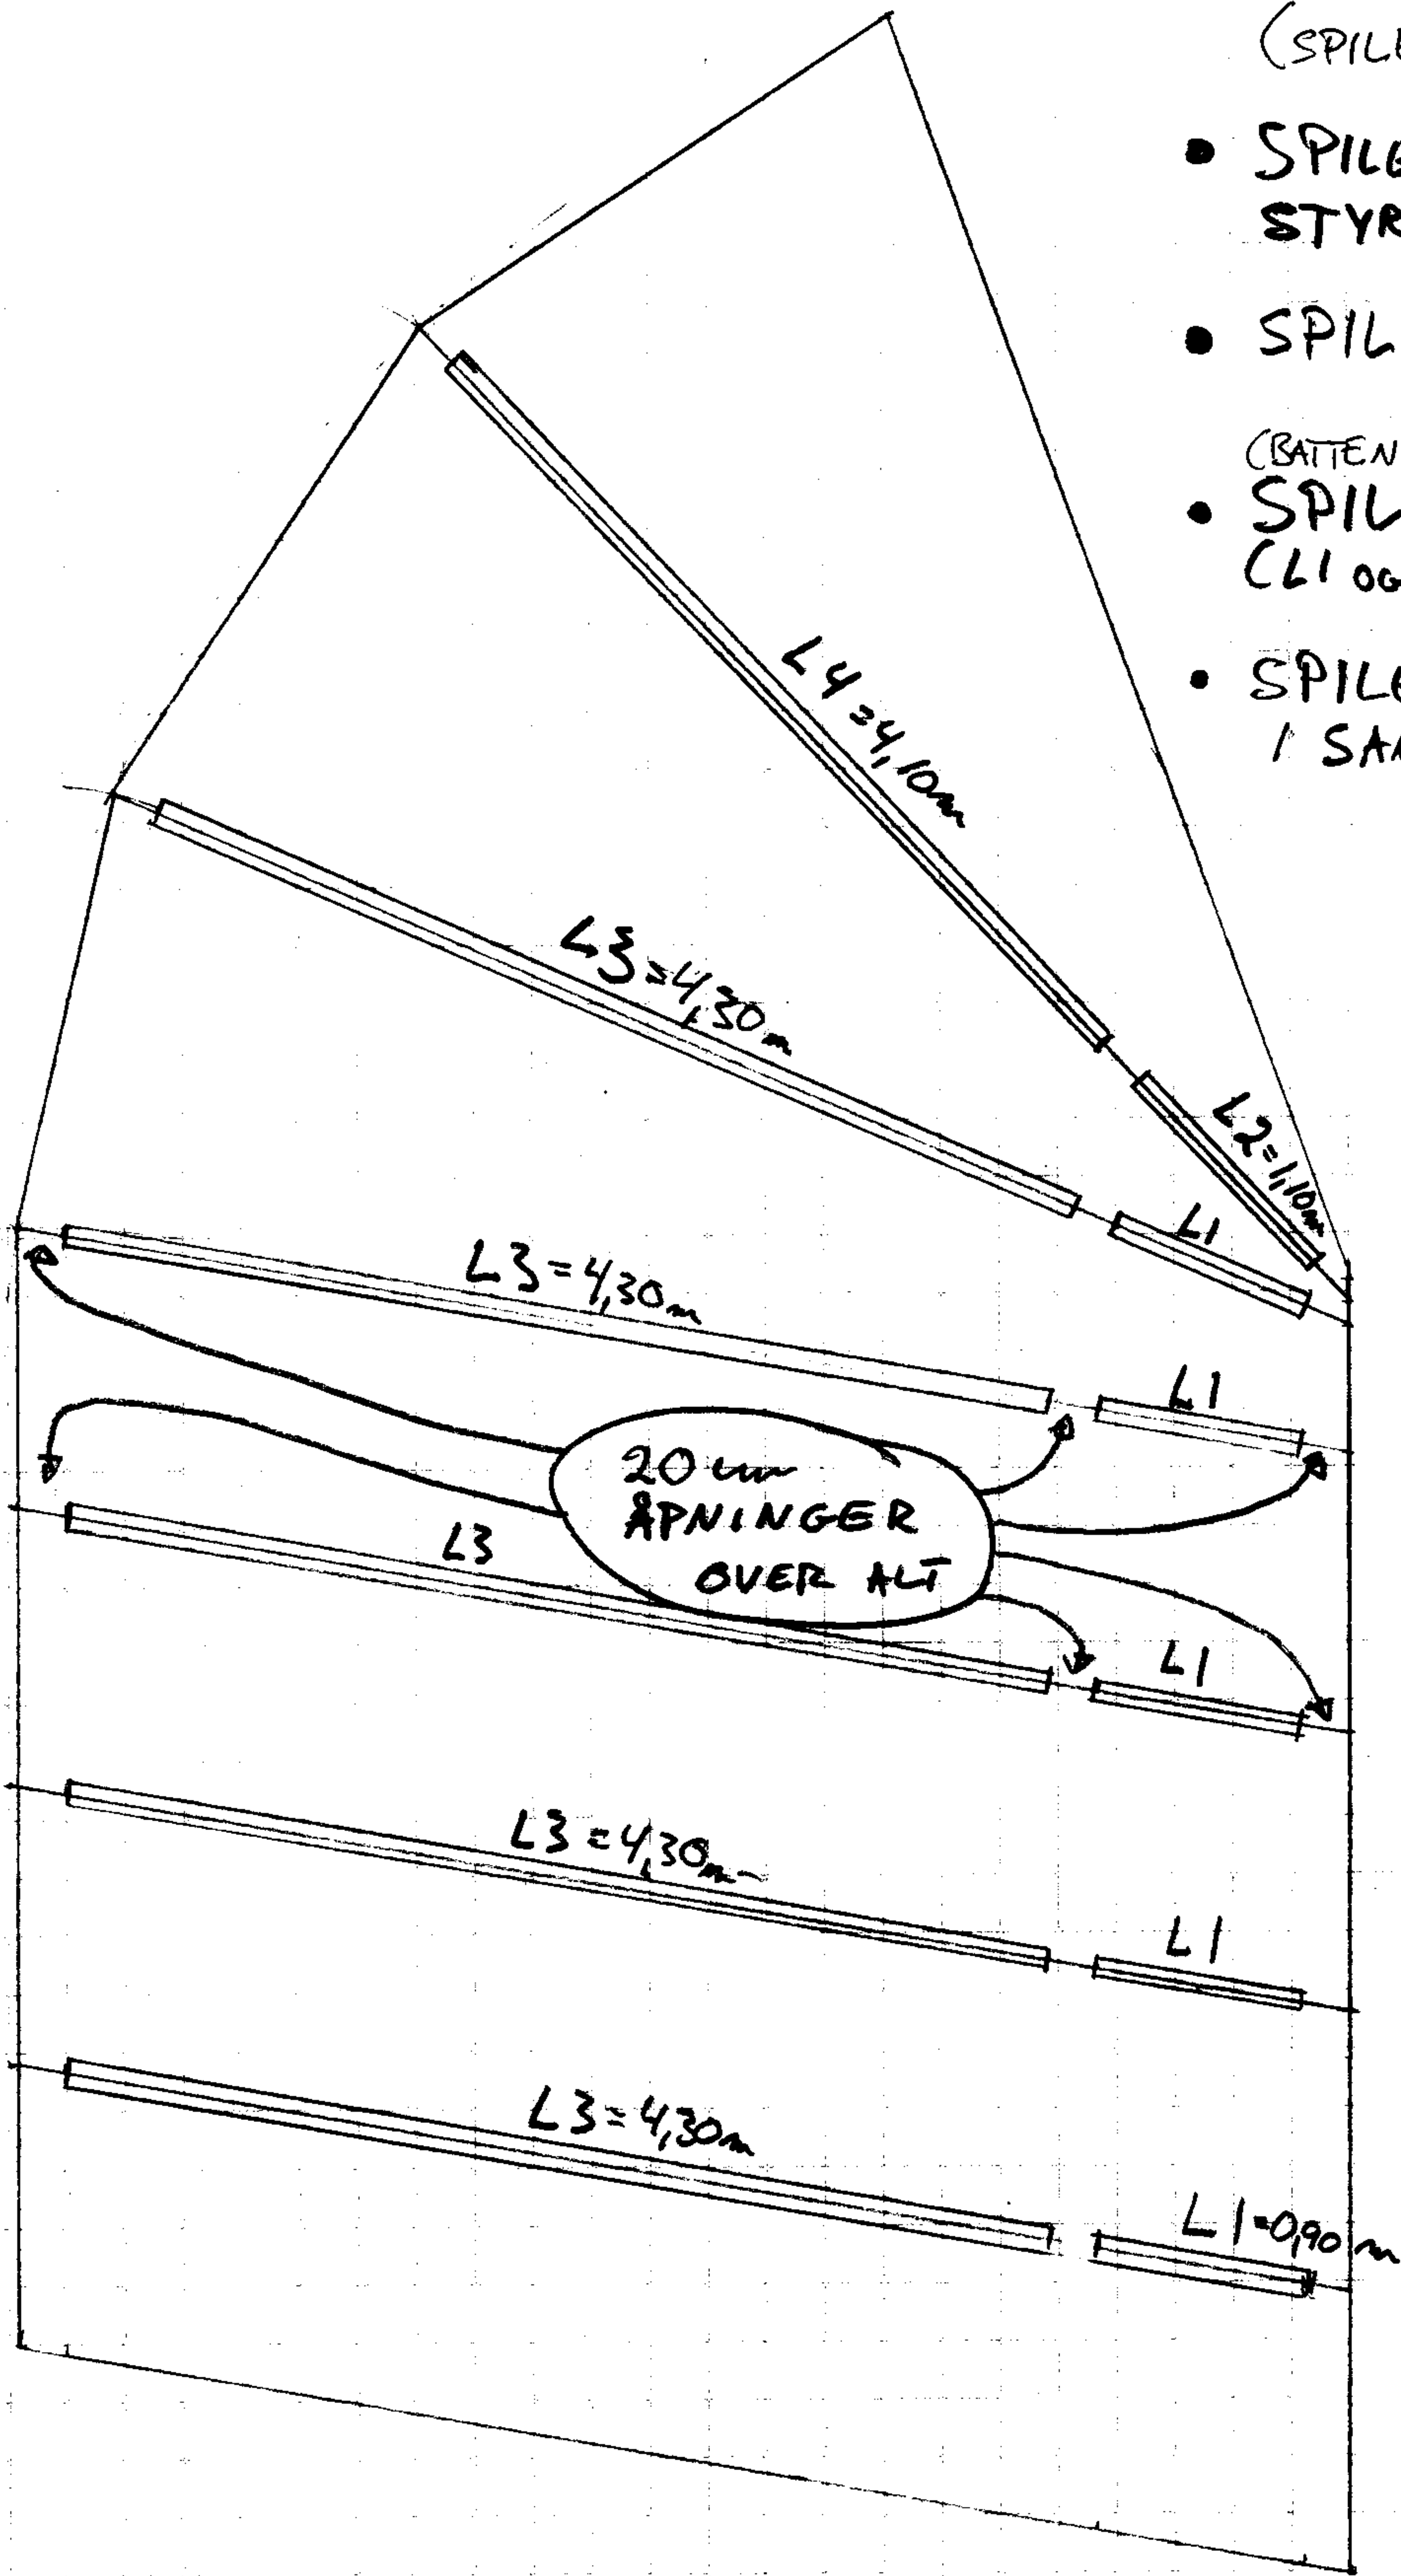 (SPILE
• SPILE
STYR
• SPIL
(BATTEN
• SPIL
(L1 OG
• SPILE
I SAM
L4=4,10m
L3=4,30m
L2=1,10m
L1
L3=4,30m
L1
20 cm
ÅPNINGER
OVER ALT
L3
L1
L3=4,30m
L1
L3=4,30m
L1=0,90m